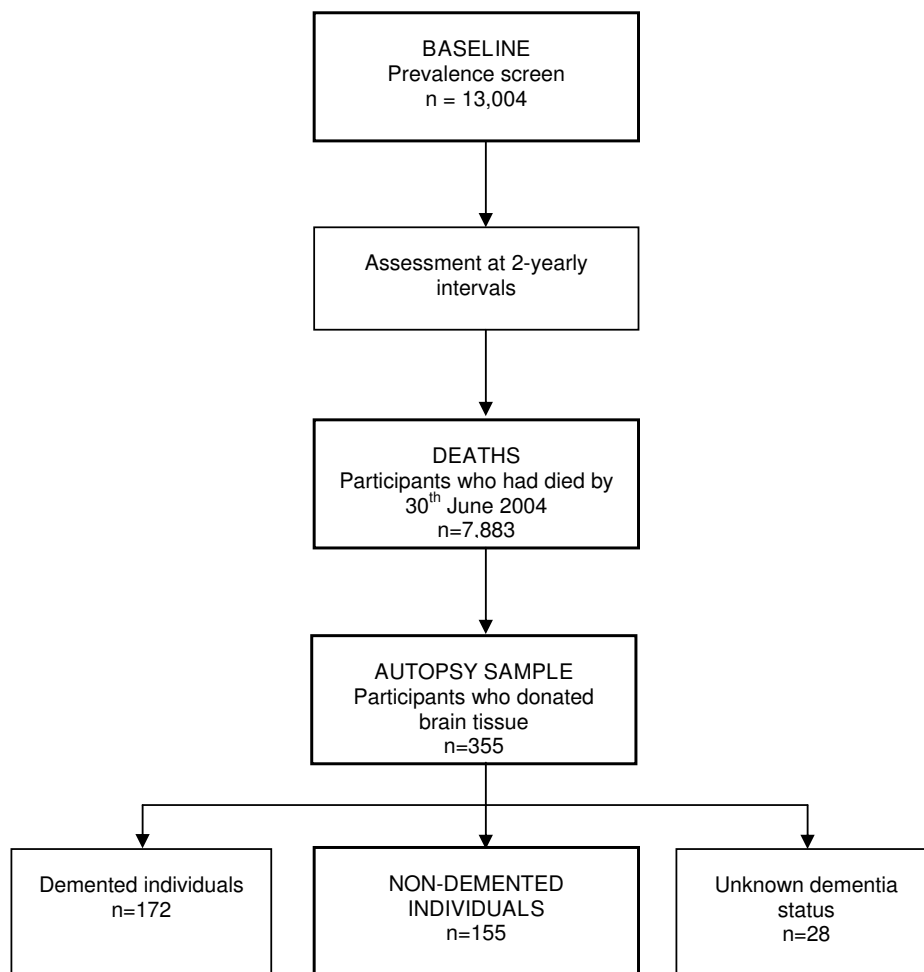 BASELINE
Prevalence screen
n = 13,004
Assessment at 2-yearly
intervals
DEATHS
Participants who had died by
30th June 2004
n=7,883
AUTOPSY SAMPLE
Participants who donated
brain tissue
n=355
Demented individuals
n=172
NON-DEMENTED
INDIVIDUALS
n=155
Unknown dementia
status
n=28